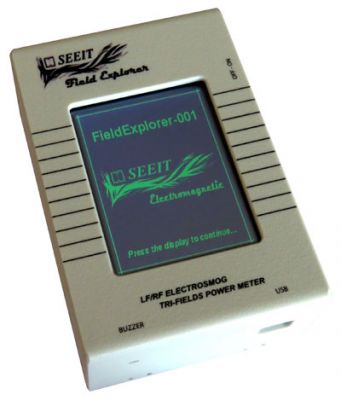 SEEIT
Field Explorer
OFF - ON
FieldExplorer-001
SEEIT
Electromagnetic
Press the display to continue...
LF/RF ELECTROSMOG
TRI-FIELDS POWER METER
BUZZER
USB